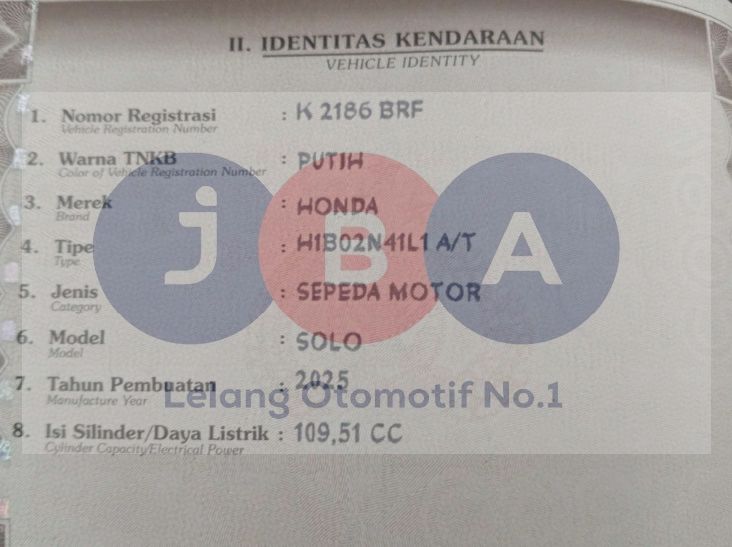 II. IDENTITAS KENDARAAN
VEHICLE IDENTITY
1. Nomor Registrasi : K 2186 BRF
Vehicle Registration Number
2. Warna TNKB : PUTIH
Color of Vehicle Registration Number
3. Merek : HONDA
Brand
4. Tipe : H1B02N41L1 A/T
Type
5. Jenis : SEPEDA MOTOR
Category
6. Model : SOLO
Model
7. Tahun Pembuatan : 2025
Manufacture Year
8. Isi Silinder/Daya Listrik : 109,51 CC
Cylinder Capacity/Electrical Power
jBA
Lelang Otomotif No.1